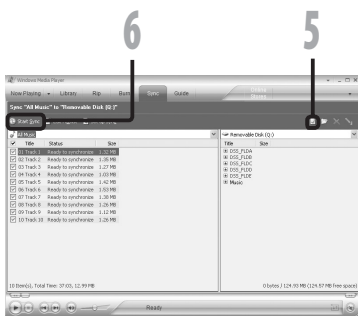 6 5
Windows Media Player
Now Playing Library Rip Burn Sync Guide
Sync "All Music" to "Removable Disk (Q:)"
Start Sync
All Music Removable Disk (Q:)
Title Status Size Title Size
01 Track 1 Ready to synchronize 1.32 MB DSS_FLDA
02 Track 2 Ready to synchronize 1.35 MB DSS_FLDB
03 Track 3 Ready to synchronize 1.27 MB DSS_FLDC
04 Track 4 Ready to synchronize 1.03 MB DSS_FLDD
05 Track 5 Ready to synchronize 1.42 MB DSS_FLDE
06 Track 6 Ready to synchronize 1.53 MB Music
07 Track 7 Ready to synchronize 1.38 MB
08 Track 8 Ready to synchronize 1.26 MB
09 Track 9 Ready to synchronize 1.12 MB
10 Track 10 Ready to synchronize 1.26 MB
10 Item(s), Total Time: 37:03, 12.99 MB 0 bytes / 124.93 MB (124.57 MB Free space)
Ready